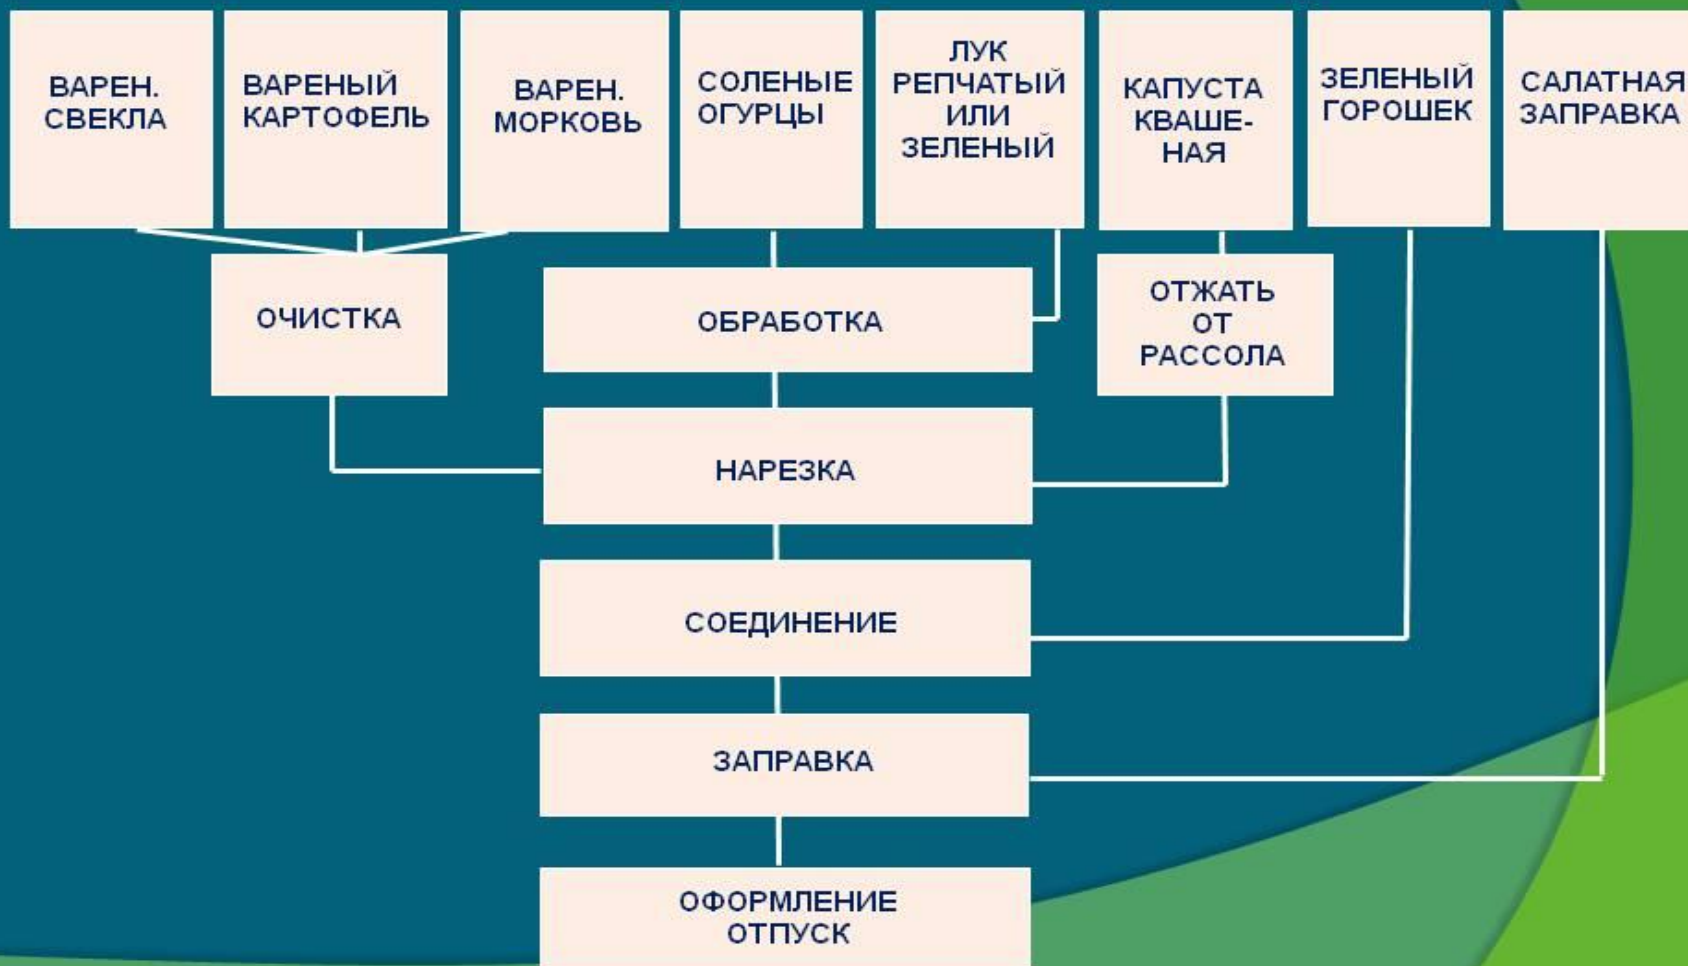 ВАРЕН.
СВЕКЛА
ВАРЕНЫЙ
КАРТОФЕЛЬ
ВАРЕН.
МОРКОВЬ
СОЛЕНЫЕ
ОГУРЦЫ
ЛУК
РЕПЧАТЫЙ
ИЛИ
ЗЕЛЕНЫЙ
КАПУСТА
КВАШЕ-
НАЯ
ЗЕЛЕНЫЙ
ГОРОШЕК
САЛАТНАЯ
ЗАПРАВКА
ОЧИСТКА
ОБРАБОТКА
ОТЖАТЬ
ОТ
РАССОЛА
НАРЕЗКА
СОЕДИНЕНИЕ
ЗАПРАВКА
ОФОРМЛЕНИЕ
ОТПУСК